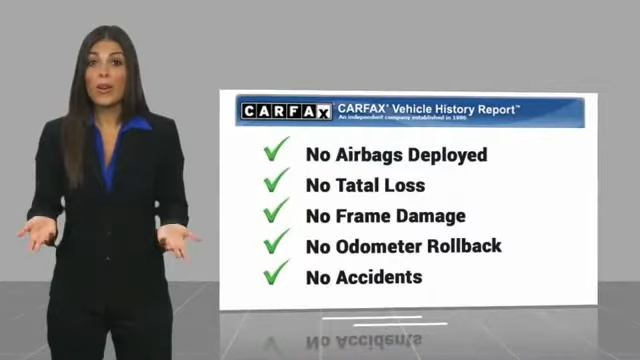 CARFAX CARFAX® Vehicle History Report™
An independent company established in 1986
No Airbags Deployed
No Tatal Loss
No Frame Damage
No Odometer Rollback
No Accidents